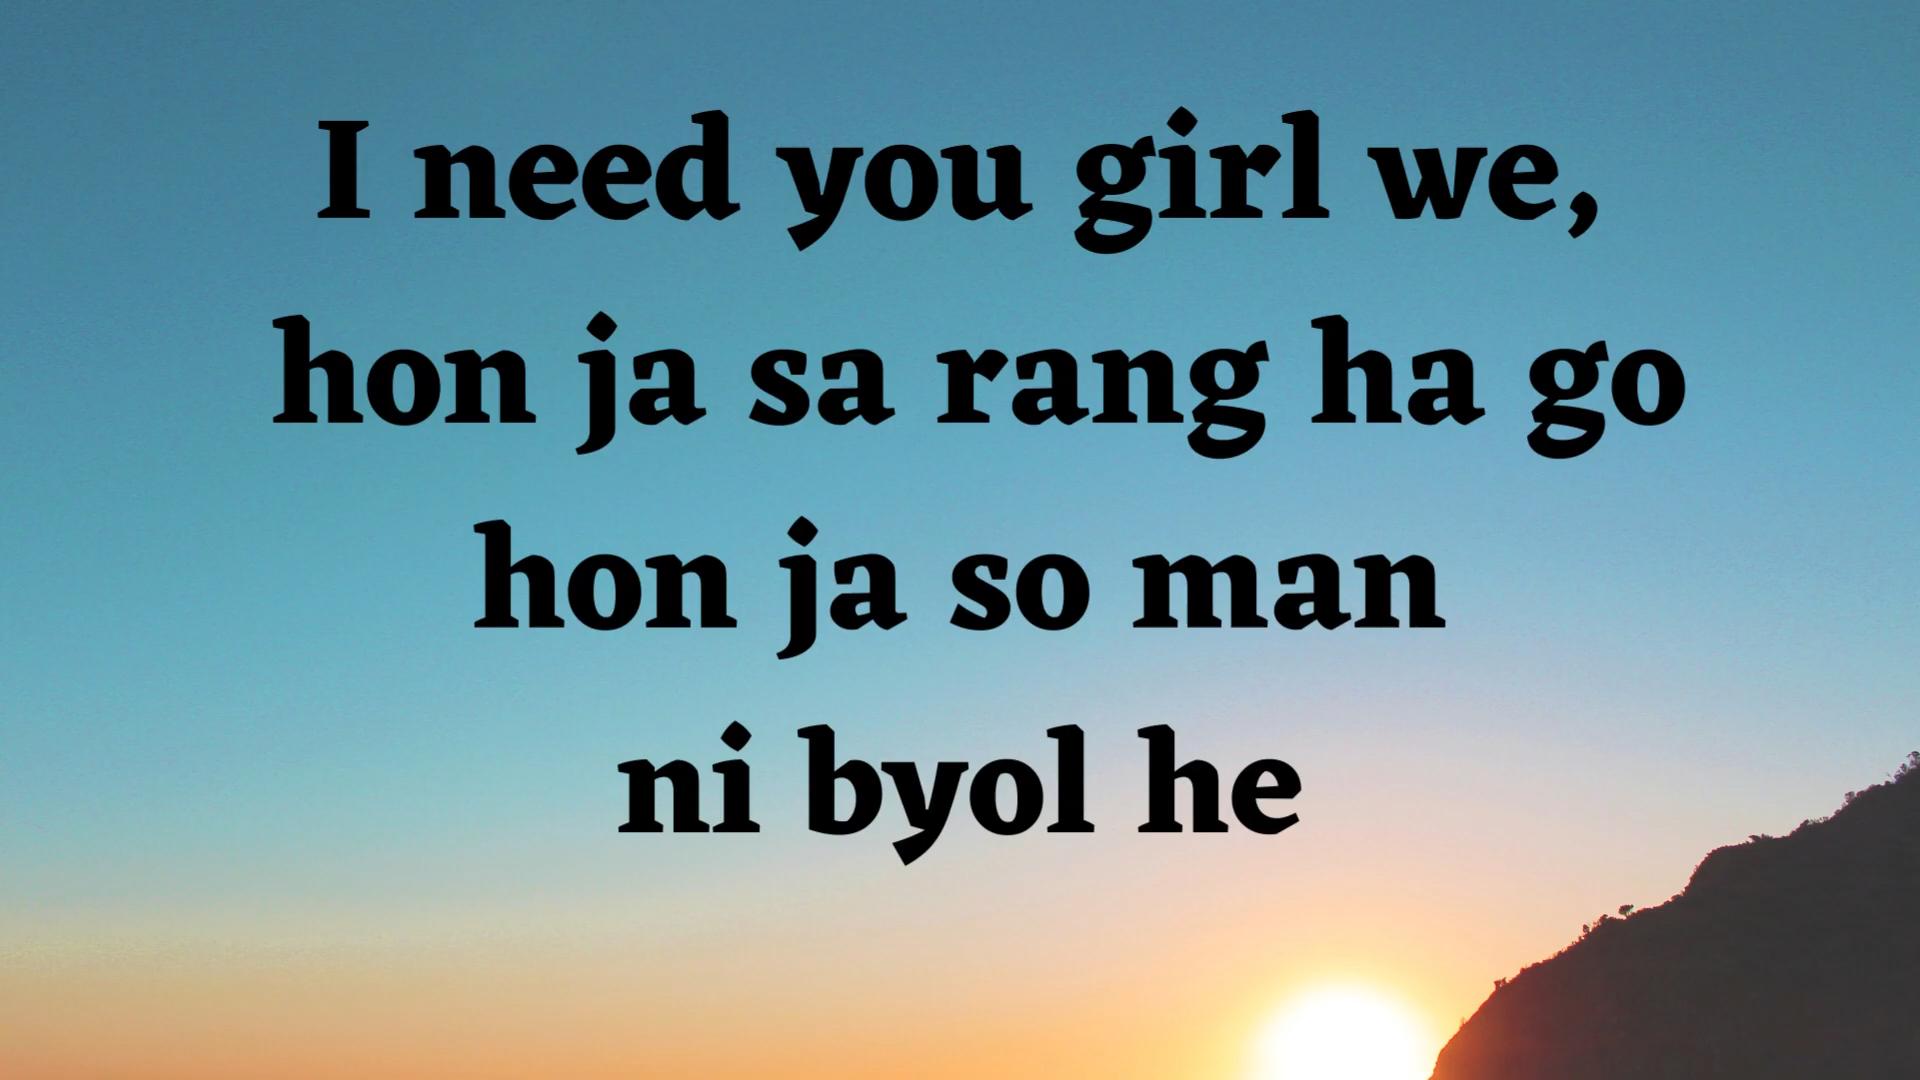 I need you girl we,
hon ja sa rang ha go
hon ja so man
ni byol he